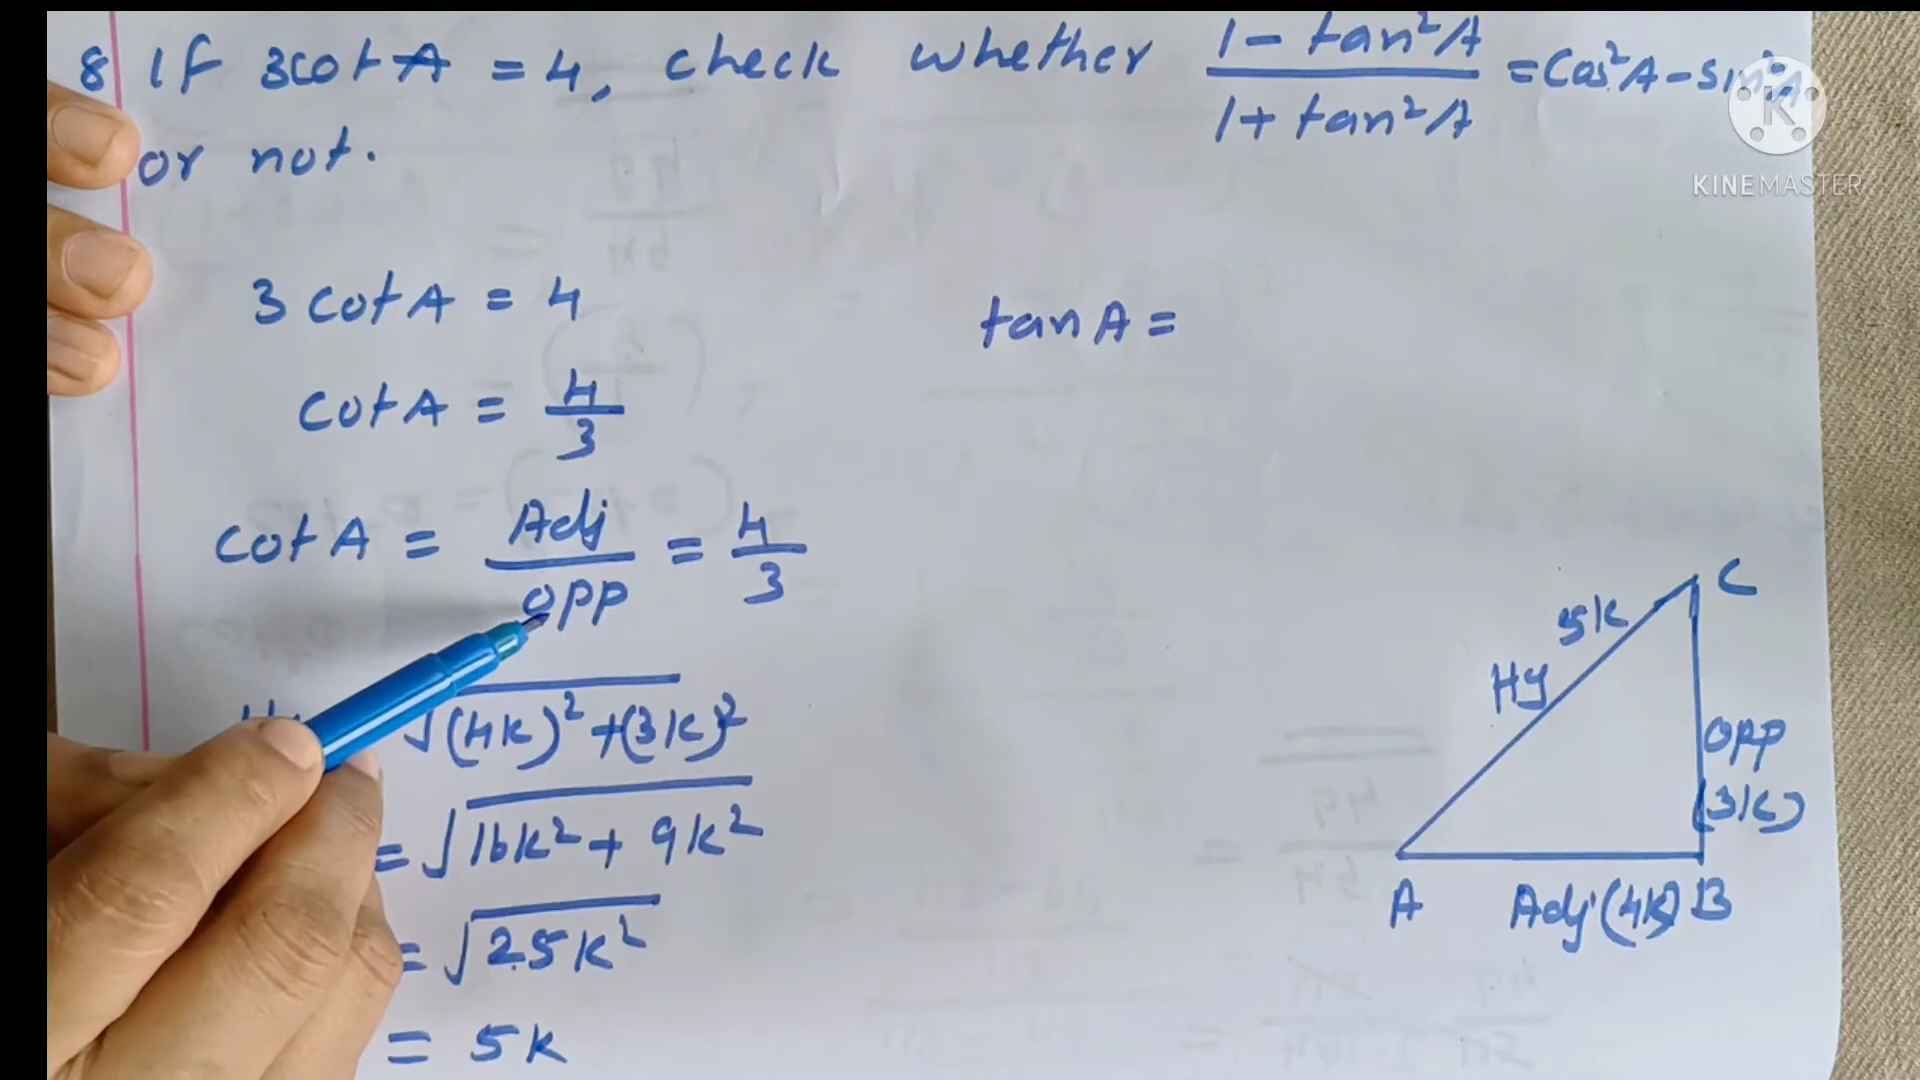 8 If 3cot A = 4, check whether (1 - tan²A)/(1 + tan²A) = Cos²A - Sin²A
or not.
3 cot A = 4
tan A =
cot A = 4/3
cot A = Adj/opp = 4/3
√(4k)² + (3k)²
= √16k² + 9k²
= √25k²
= 5k
C
5k
Hy
opp
(3k)
A Adj (4k) B
K
KINEMASTER